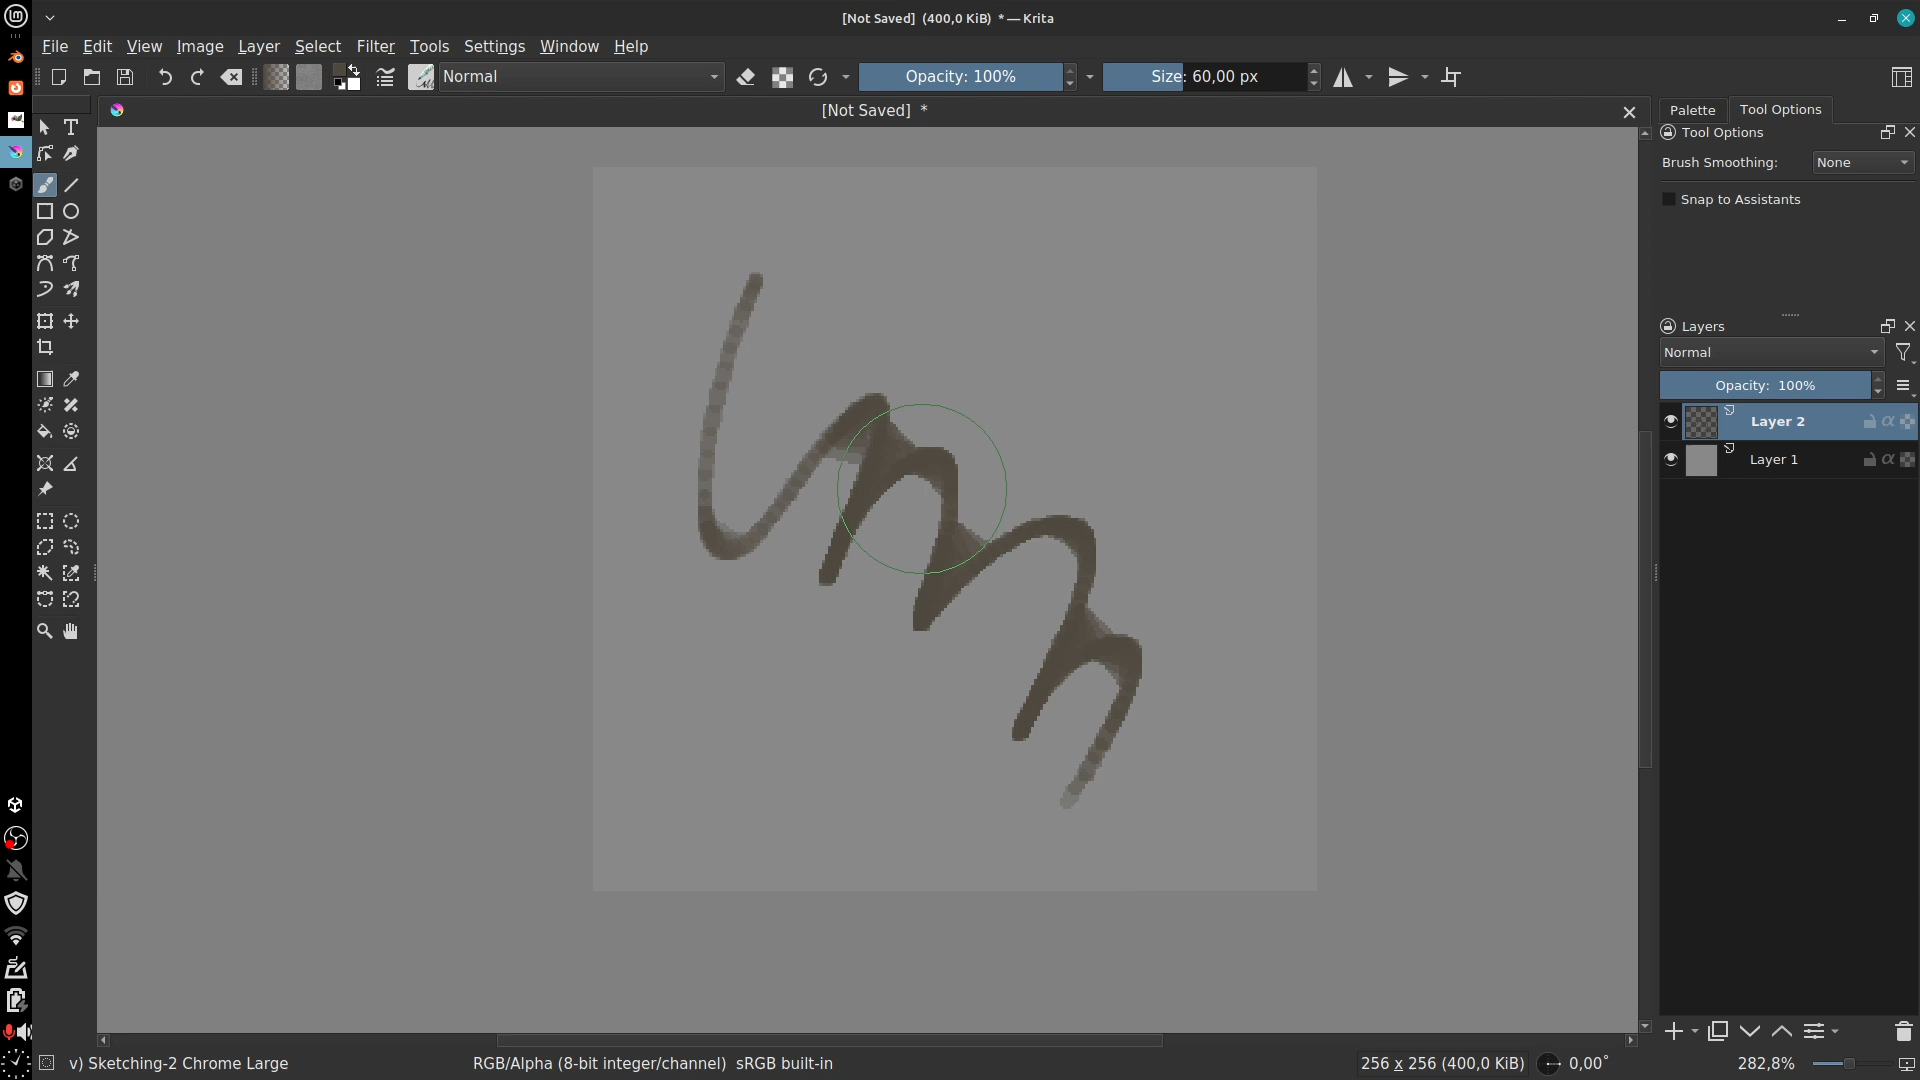 [Not Saved]  (400,0 KiB)  * — Krita
File Edit View Image Layer Select Filter Tools Settings Window Help
Normal Opacity: 100% Size: 60,00 px
[Not Saved]  *
Palette Tool Options
Tool Options
Brush Smoothing: None
Snap to Assistants
Layers
Normal
Opacity:  100%
Layer 2
Layer 1
v) Sketching-2 Chrome Large RGB/Alpha (8-bit integer/channel)  sRGB built-in 256 x 256 (400,0 KiB) 0,00° 282,8%